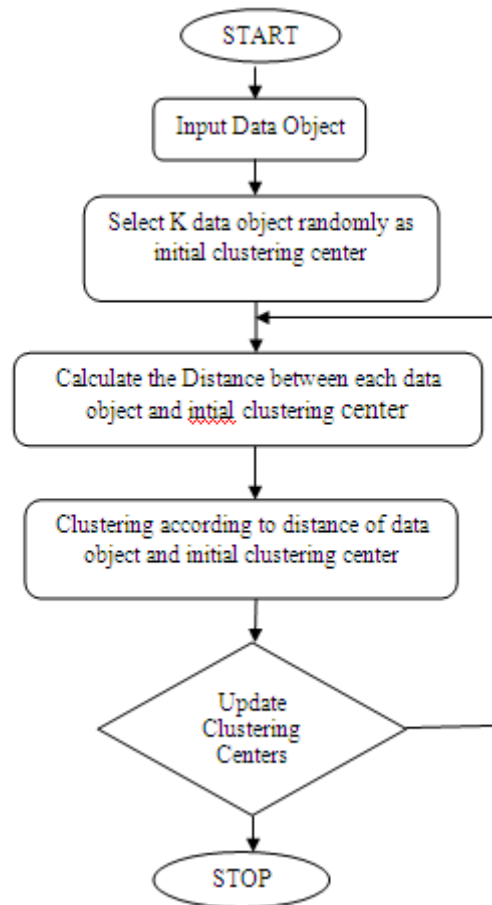 START
Input Data Object
Select K data object randomly as
initial clustering center
Calculate the Distance between each data
object and intial clustering center
Clustering according to distance of data
object and initial clustering center
Update
Clustering
Centers
STOP